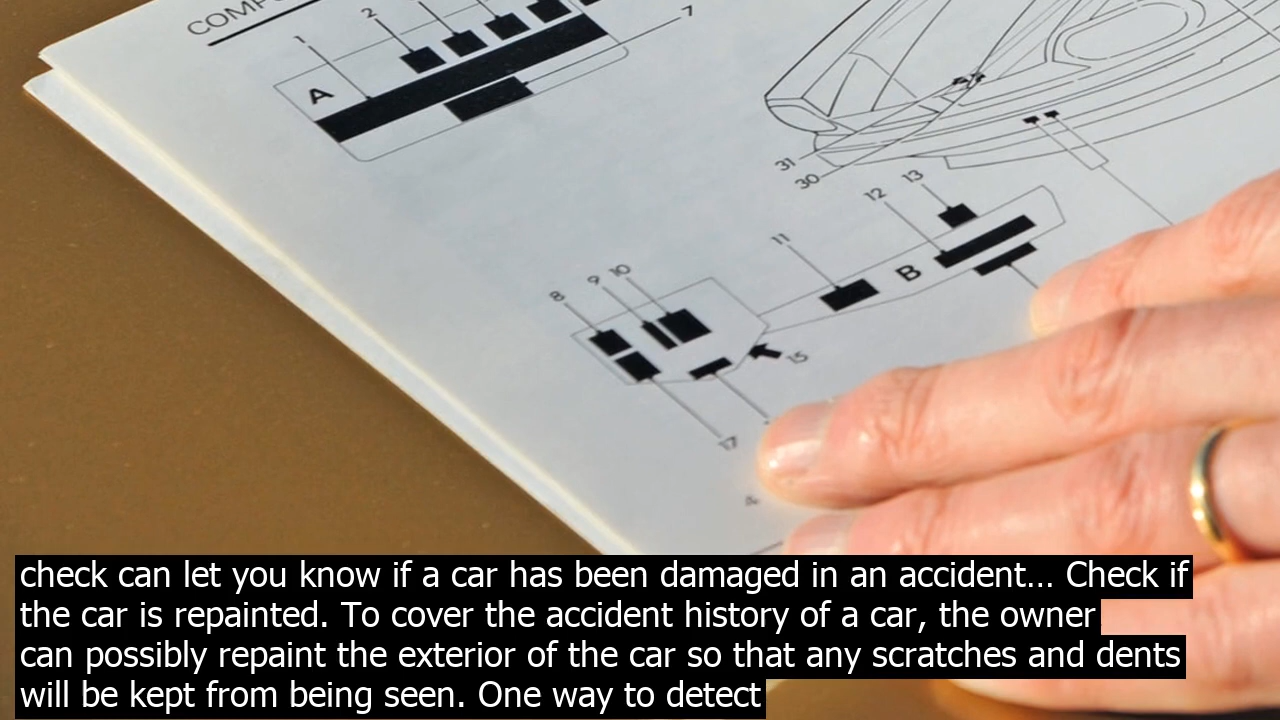 COMP
1
2
7
A
31
30
13
12
11
B
10
9
8
15
17
check can let you know if a car has been damaged in an accident... Check if
the car is repainted. To cover the accident history of a car, the owner
can possibly repaint the exterior of the car so that any scratches and dents
will be kept from being seen. One way to detect